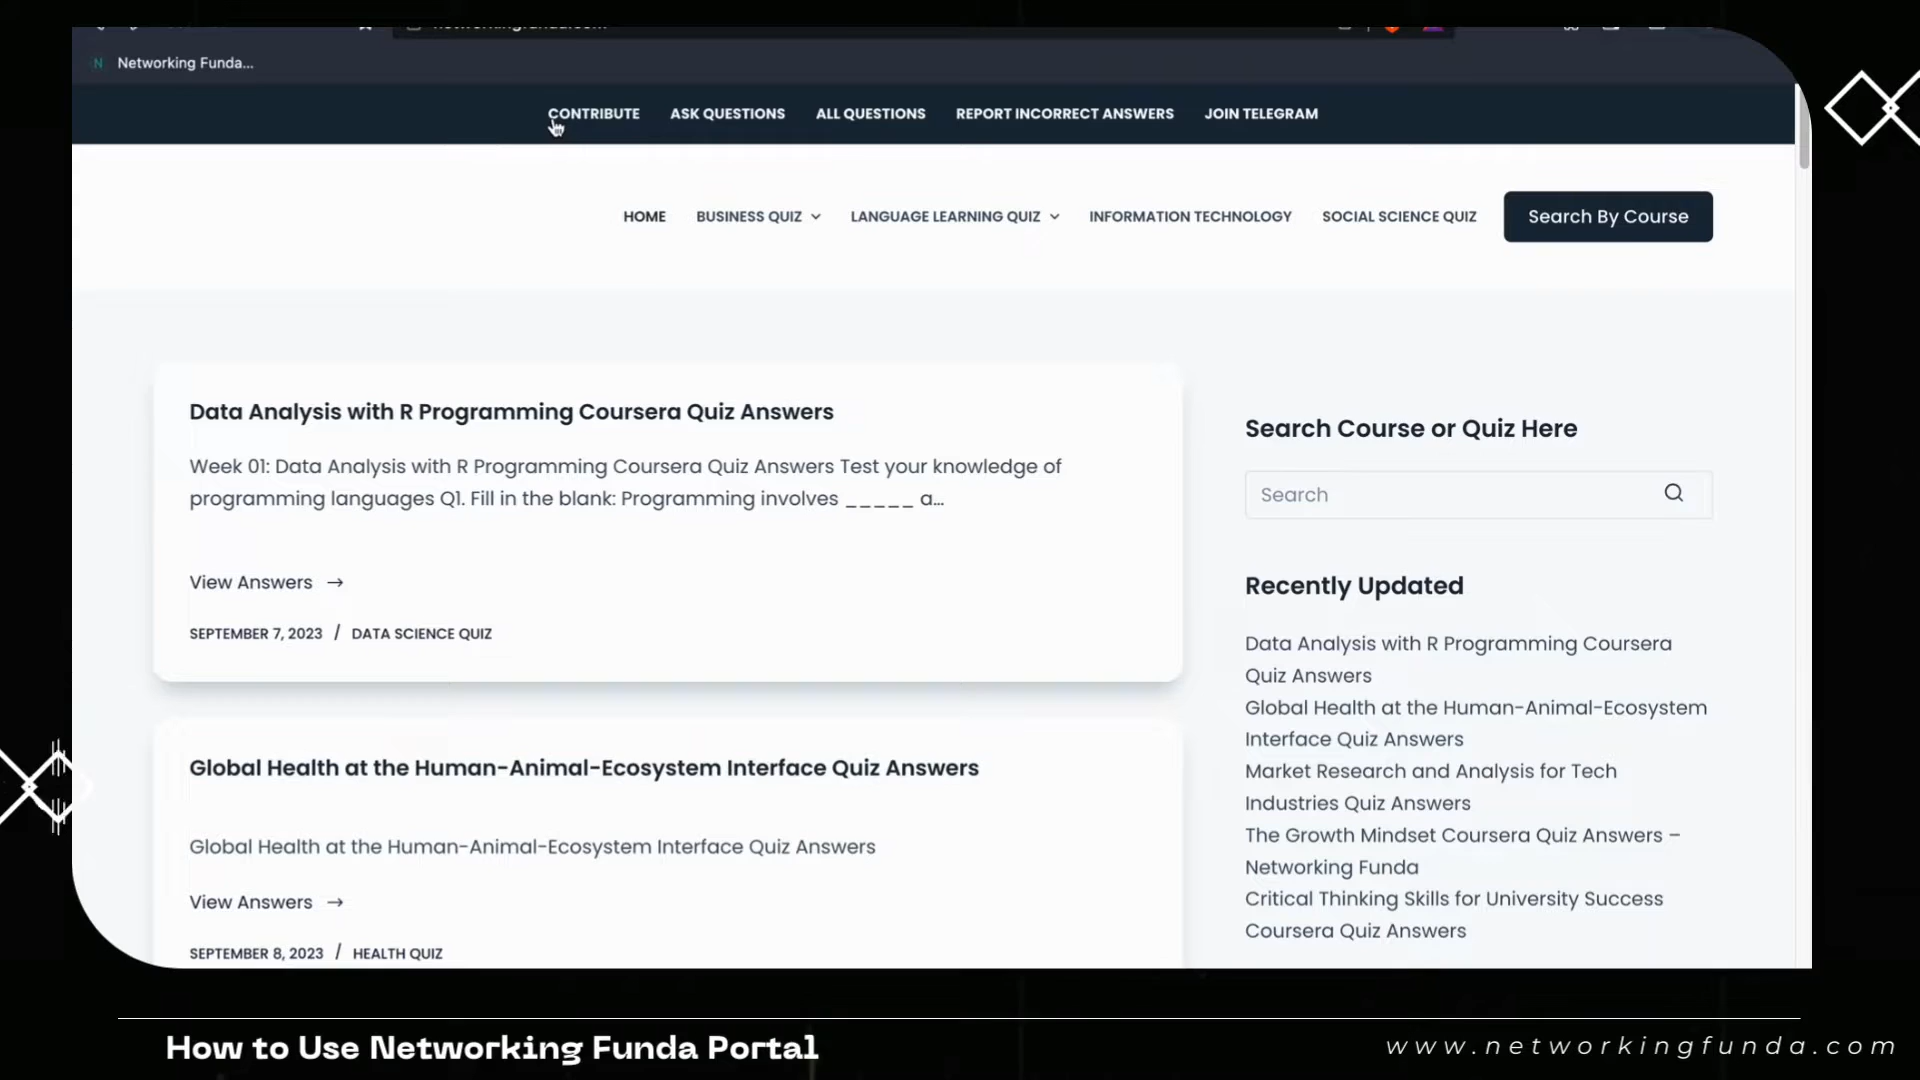 Networking Funda...
CONTRIBUTE ASK QUESTIONS ALL QUESTIONS REPORT INCORRECT ANSWERS JOIN TELEGRAM
HOME BUSINESS QUIZ LANGUAGE LEARNING QUIZ INFORMATION TECHNOLOGY SOCIAL SCIENCE QUIZ Search By Course
Data Analysis with R Programming Coursera Quiz Answers
Week 01: Data Analysis with R Programming Coursera Quiz Answers Test your knowledge of
programming languages Q1. Fill in the blank: Programming involves _____ a...
View Answers →
SEPTEMBER 7, 2023 / DATA SCIENCE QUIZ
Global Health at the Human-Animal-Ecosystem Interface Quiz Answers
Global Health at the Human-Animal-Ecosystem Interface Quiz Answers
View Answers →
SEPTEMBER 8, 2023 / HEALTH QUIZ
Search Course or Quiz Here
Search
Recently Updated
Data Analysis with R Programming Coursera
Quiz Answers
Global Health at the Human-Animal-Ecosystem
Interface Quiz Answers
Market Research and Analysis for Tech
Industries Quiz Answers
The Growth Mindset Coursera Quiz Answers –
Networking Funda
Critical Thinking Skills for University Success
Coursera Quiz Answers
How to Use Networking Funda Portal
www.networkingfunda.com